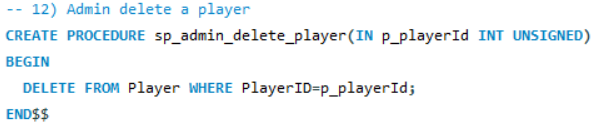 -- 12) Admin delete a player
CREATE PROCEDURE sp_admin_delete_player(IN p_playerId INT UNSIGNED)
BEGIN
  DELETE FROM Player WHERE PlayerID=p_playerId;
END$$